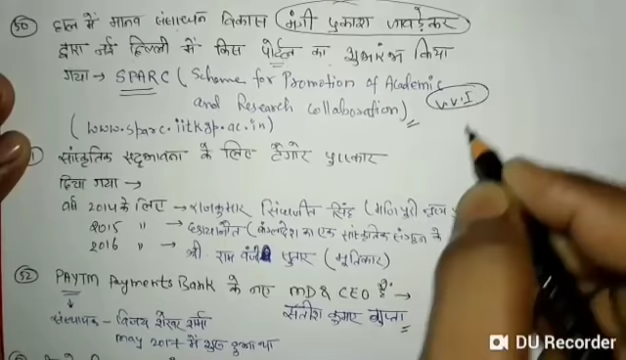 50 हाल में मानव संसाधन विकास मंत्री प्रकाश जावड़ेकर
द्वारा नई दिल्ली में किस पोर्टल का शुभारंभ किया
गया → SPARC (Scheme for Promotion of Academic
and Research Collaboration) V.V.I
(www.sparc.iitkgp.ac.in)
सांस्कृतिक सद्भावना के लिए टैगोर पुरस्कार
दिया गया →
वर्ष 2014 के लिए → राजकुमार सिंघाजीत सिंह (मणिपुरी नृत्य
2015 " → छायानौत (बंग्लादेश का एक सांस्कृतिक संगठन के
2016 " → श्री राम वंजी सुतार (मूर्तिकार)
52 PAYTM Payments Bank के नए MD & CEO हैं →
सतीश कुमार गुप्ता
संस्थापक - विजय शेखर शर्मा
may 2017 में शुरू हुआ था
DU Recorder